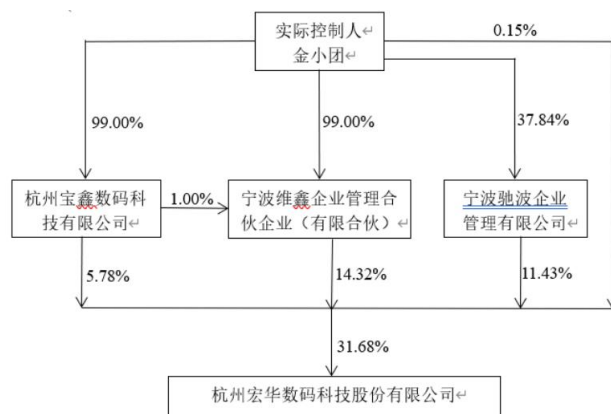 实际控制人
金小团
0.15%
99.00%
99.00%
37.84%
杭州宝鑫数码科
技有限公司
1.00%
宁波维鑫企业管理合
伙企业（有限合伙）
宁波驰波企业
管理有限公司
5.78%
14.32%
11.43%
31.68%
杭州宏华数码科技股份有限公司